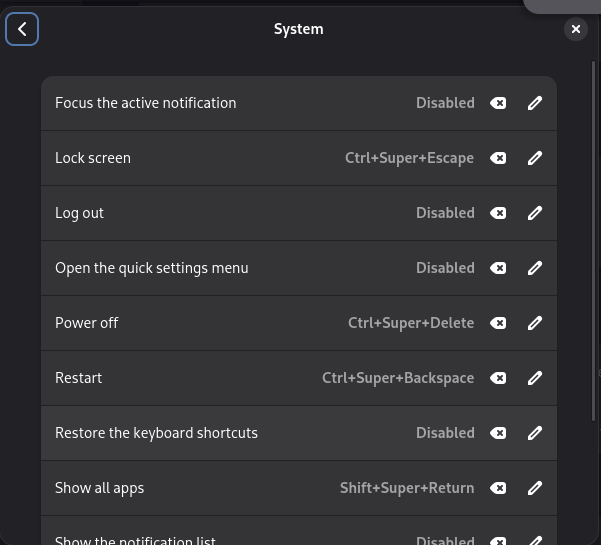 System
Focus the active notification Disabled
Lock screen Ctrl+Super+Escape
Log out Disabled
Open the quick settings menu Disabled
Power off Ctrl+Super+Delete
Restart Ctrl+Super+Backspace
Restore the keyboard shortcuts Disabled
Show all apps Shift+Super+Return
Show the notification list Disabled